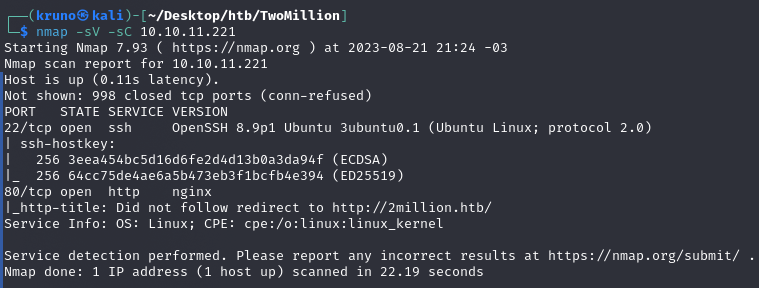 ┌──(kruno㉿kali)-[~/Desktop/htb/TwoMillion]
└─$ nmap -sV -sC 10.10.11.221
Starting Nmap 7.93 ( https://nmap.org ) at 2023-08-21 21:24 -03
Nmap scan report for 10.10.11.221
Host is up (0.11s latency).
Not shown: 998 closed tcp ports (conn-refused)
PORT   STATE SERVICE VERSION
22/tcp open  ssh     OpenSSH 8.9p1 Ubuntu 3ubuntu0.1 (Ubuntu Linux; protocol 2.0)
| ssh-hostkey:
|   256 3eea454bc5d16d6fe2d4d13b0a3da94f (ECDSA)
|_  256 64cc75de4ae6a5b473eb3f1bcfb4e394 (ED25519)
80/tcp open  http    nginx
|_http-title: Did not follow redirect to http://2million.htb/
Service Info: OS: Linux; CPE: cpe:/o:linux:linux_kernel
Service detection performed. Please report any incorrect results at https://nmap.org/submit/ .
Nmap done: 1 IP address (1 host up) scanned in 22.19 seconds